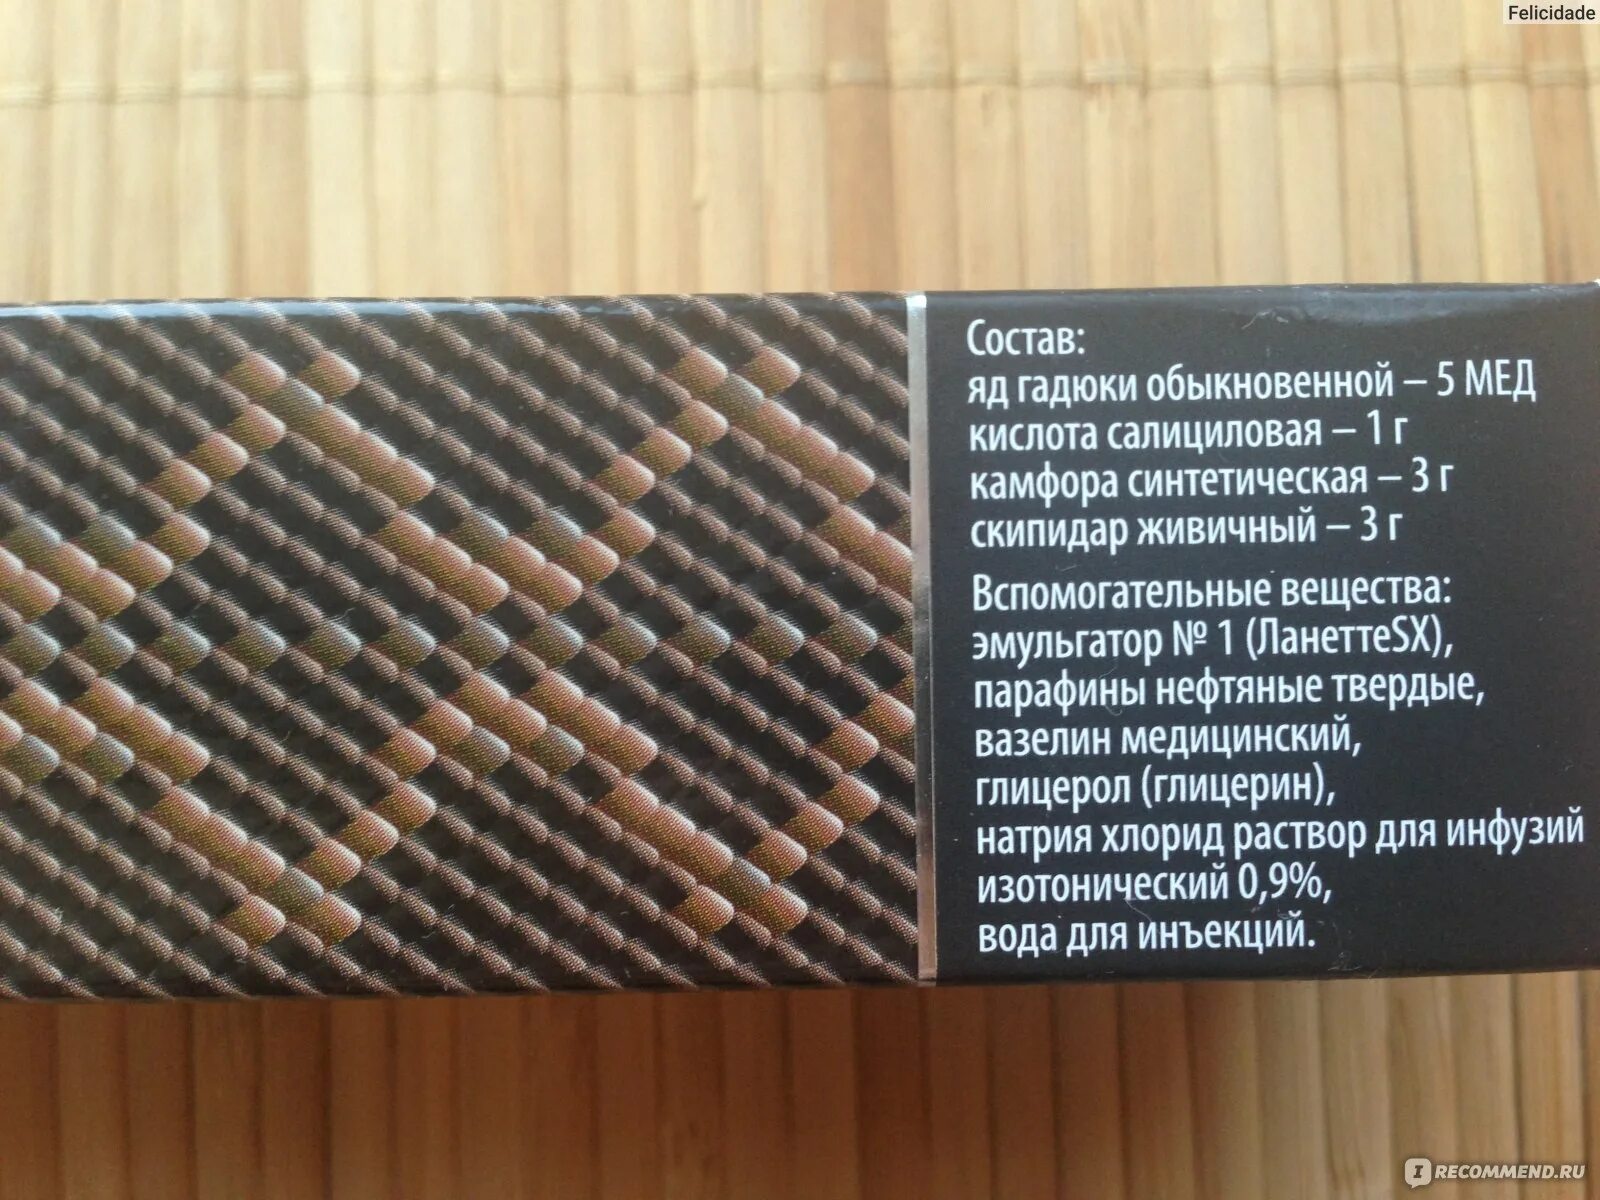 Felicidade
Состав:
яд гадюки обыкновенной – 5 МЕД
кислота салициловая – 1 г
камфора синтетическая – 3 г
скипидар живичный – 3 г
Вспомогательные вещества:
эмульгатор № 1 (ЛанеттеSX),
парафины нефтяные твердые,
вазелин медицинский,
глицерол (глицерин),
натрия хлорид раствор для инфузий
изотонический 0,9%,
вода для инъекций.
IRECOMMEND.RU